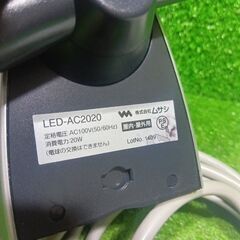 LED-AC2020
株式会社ムサシ
定格電圧:AC100V(50/60Hz)
屋内・屋外用
消費電力:20W
(電球の交換はできません)
LotNo. 14DY